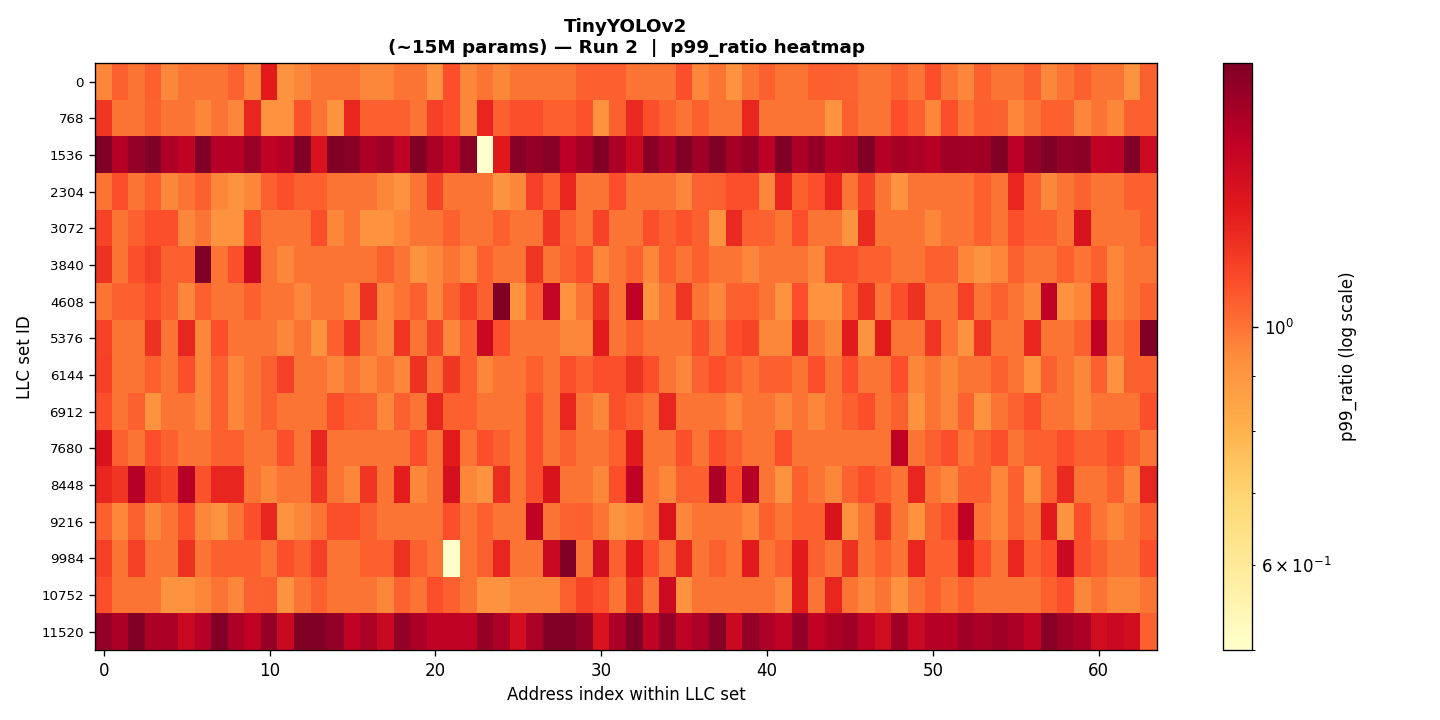 TinyYOLOv2
(~15M params) — Run 2 | p99_ratio heatmap
LLC set ID
0
768
1536
2304
3072
3840
4608
5376
6144
6912
7680
8448
9216
9984
10752
11520
0 10 20 30 40 50 60
Address index within LLC set
10⁰
6 × 10⁻¹
p99_ratio (log scale)